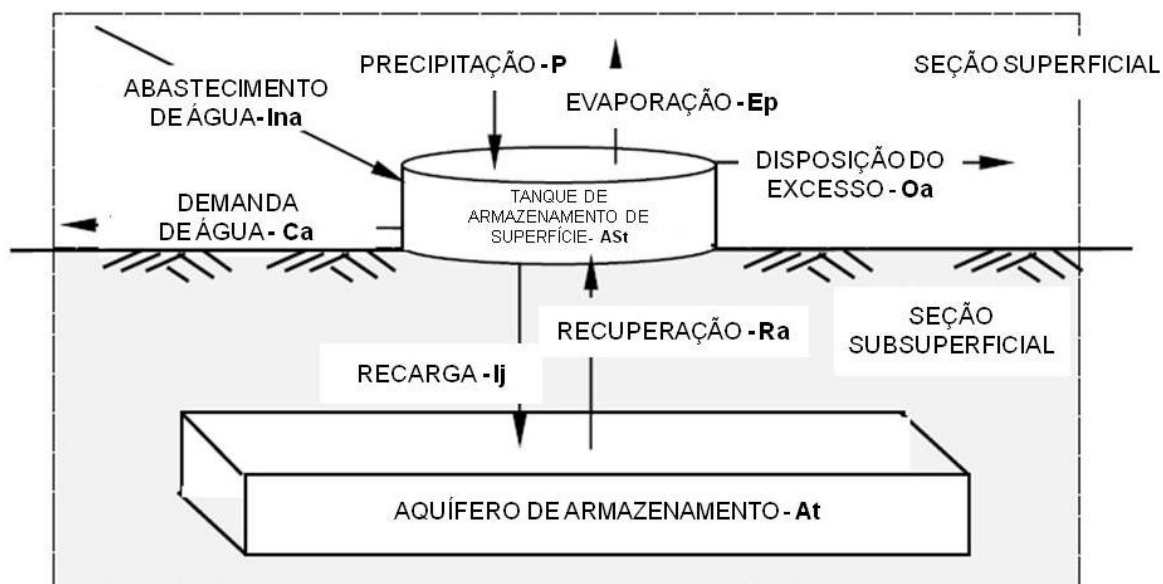 PRECIPITAÇÃO - P
SEÇÃO SUPERFICIAL
ABASTECIMENTO
DE ÁGUA- Ina
EVAPORAÇÃO - Ep
DISPOSIÇÃO DO
EXCESSO - Oa
TANQUE DE
ARMAZENAMENTO DE
SUPERFÍCIE- ASt
DEMANDA
DE ÁGUA - Ca
SEÇÃO
SUBSUPERFICIAL
RECUPERAÇÃO - Ra
RECARGA - Ij
AQUÍFERO DE ARMAZENAMENTO - At